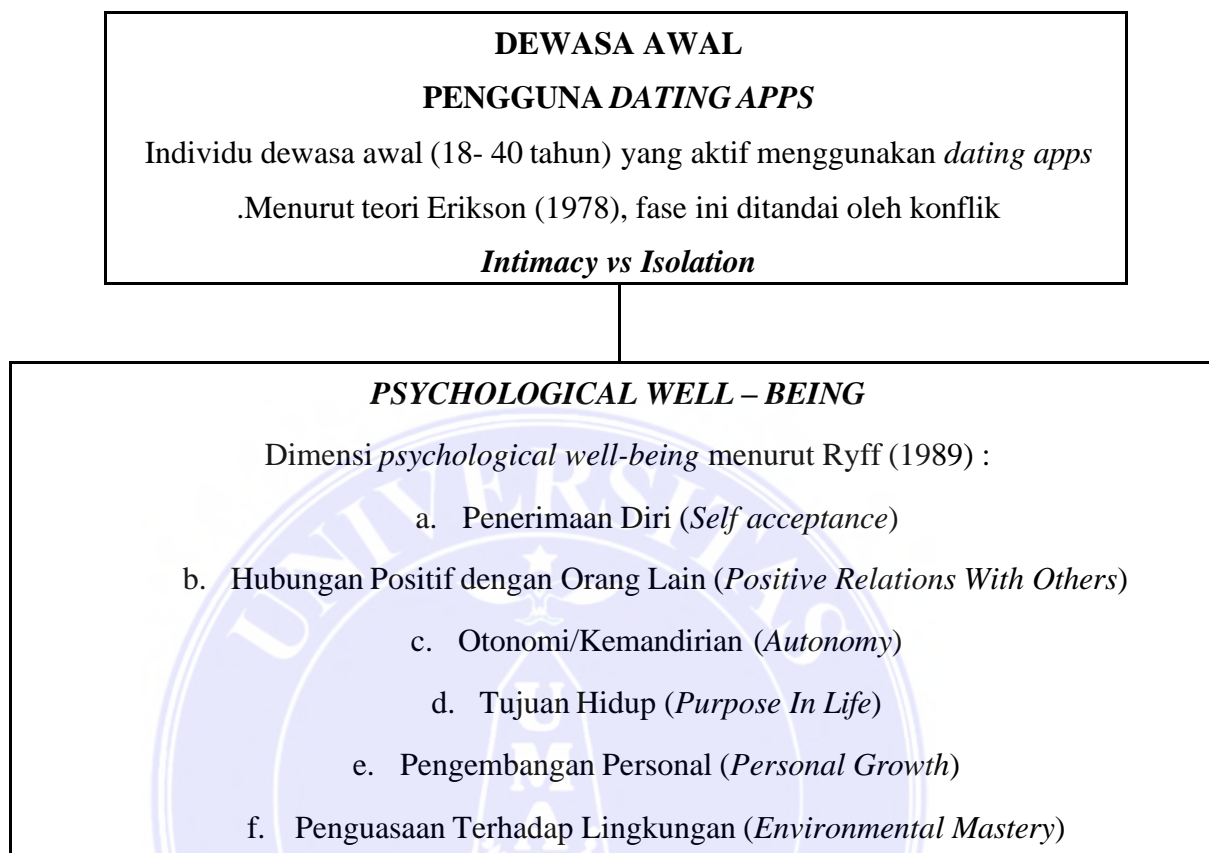 DEWASA AWAL
PENGGUNA DATING APPS
Individu dewasa awal (18- 40 tahun) yang aktif menggunakan dating apps
.Menurut teori Erikson (1978), fase ini ditandai oleh konflik
Intimacy vs Isolation
PSYCHOLOGICAL WELL – BEING
Dimensi psychological well-being menurut Ryff (1989) :
a. Penerimaan Diri (Self acceptance)
b. Hubungan Positif dengan Orang Lain (Positive Relations With Others)
c. Otonomi/Kemandirian (Autonomy)
d. Tujuan Hidup (Purpose In Life)
e. Pengembangan Personal (Personal Growth)
f. Penguasaan Terhadap Lingkungan (Environmental Mastery)
UNIVERSITAS
U
M
A